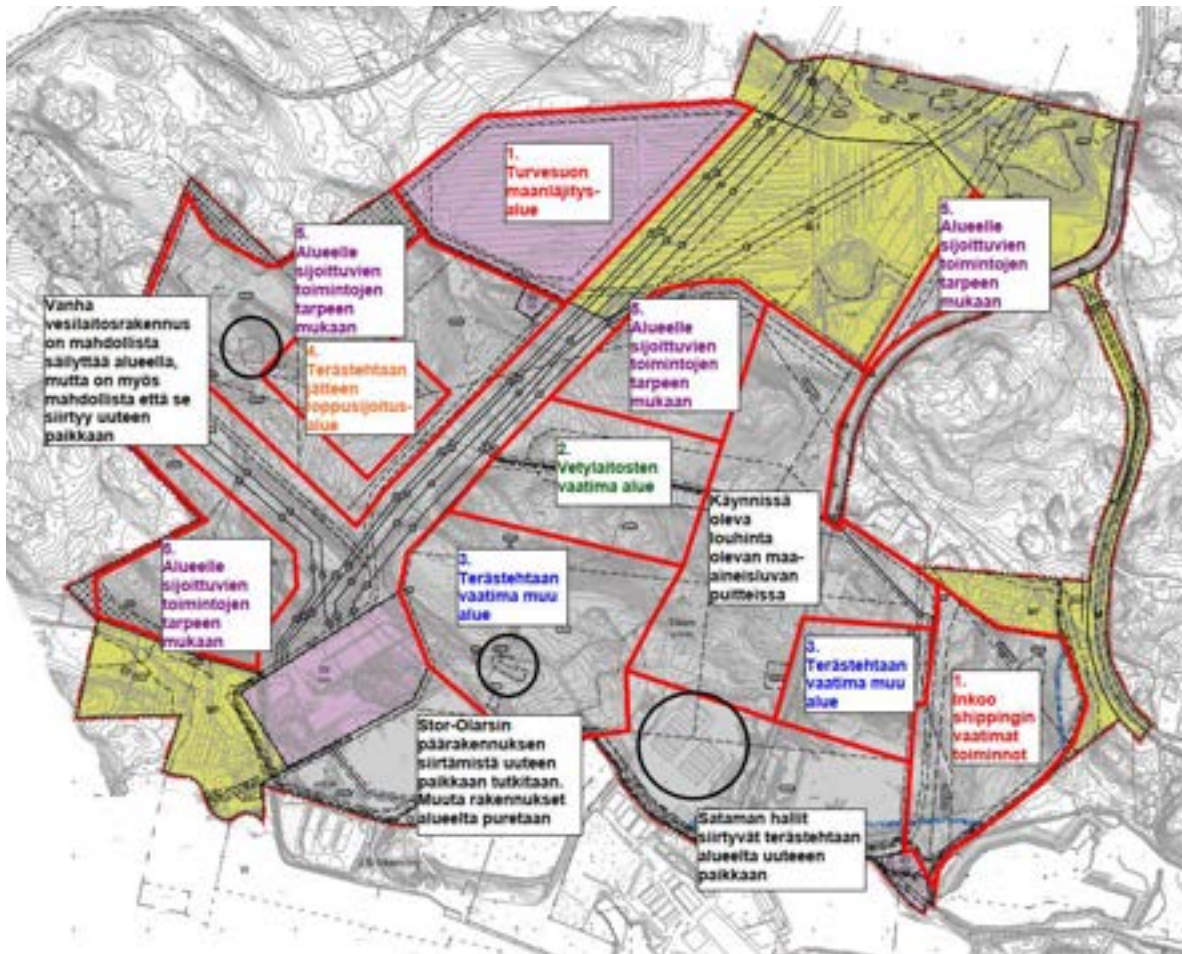 1.
Turvesuon
maanläjitys-
alue
5.
Alueelle
sijoittuvien
toimintojen
tarpeen
mukaan
5.
Alueelle
sijoittuvien
toimintojen
tarpeen
mukaan
Vanha
vesilaitosrakennus
on mahdollista
säilyttää alueella,
mutta on myös
mahdollista että se
siirtyy uuteen
paikkaan
5.
Alueelle
sijoittuvien
toimintojen
tarpeen
mukaan
4.
Terästehtaan
jätteen
loppusijoitus-
alue
2.
Vetylaitosten
vaatima alue
Käynnissä
oleva
louhinta
olevan maa-
aineisluvan
puitteissa
5.
Alueelle
sijoittuvien
toimintojen
tarpeen
mukaan
3.
Terästehtaan
vaatima muu
alue
3.
Terästehtaan
vaatima muu
alue
1.
Inkoo
shippingin
vaatimat
toiminnot
Stor-Olarsin
päärakennuksen
siirtämistä uuteen
paikkaan tutkitaan.
Muuta rakennukset
alueelta puretaan
Sataman hallit
siirtyvät terästehtaan
alueelta uuteeen
paikkaan